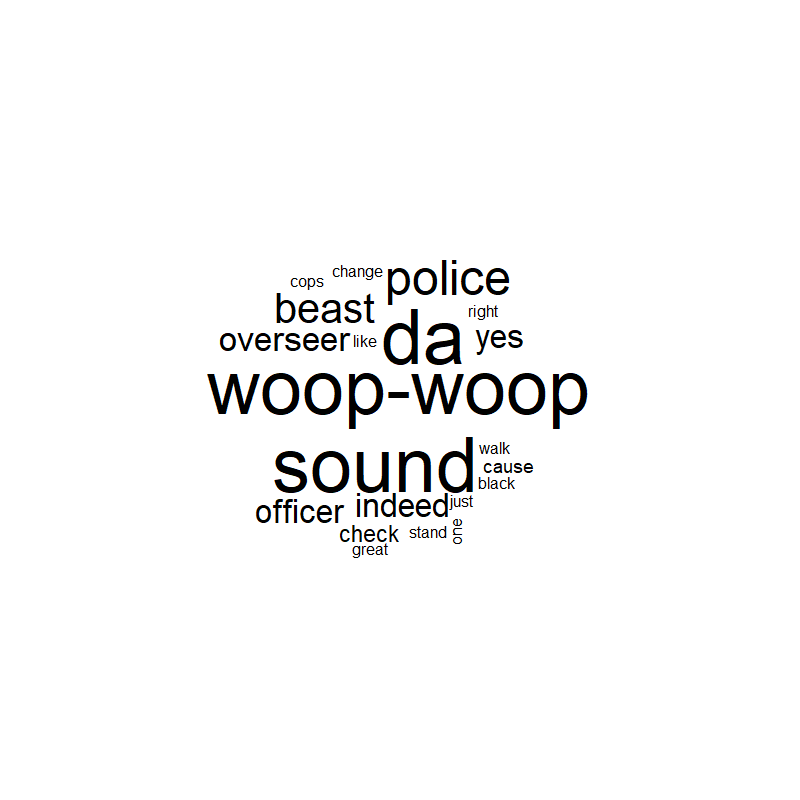 change police
cops
beast right
da
overseer like yes
woop-woop
sound walk
cause
black
officer indeed just
check stand one
great